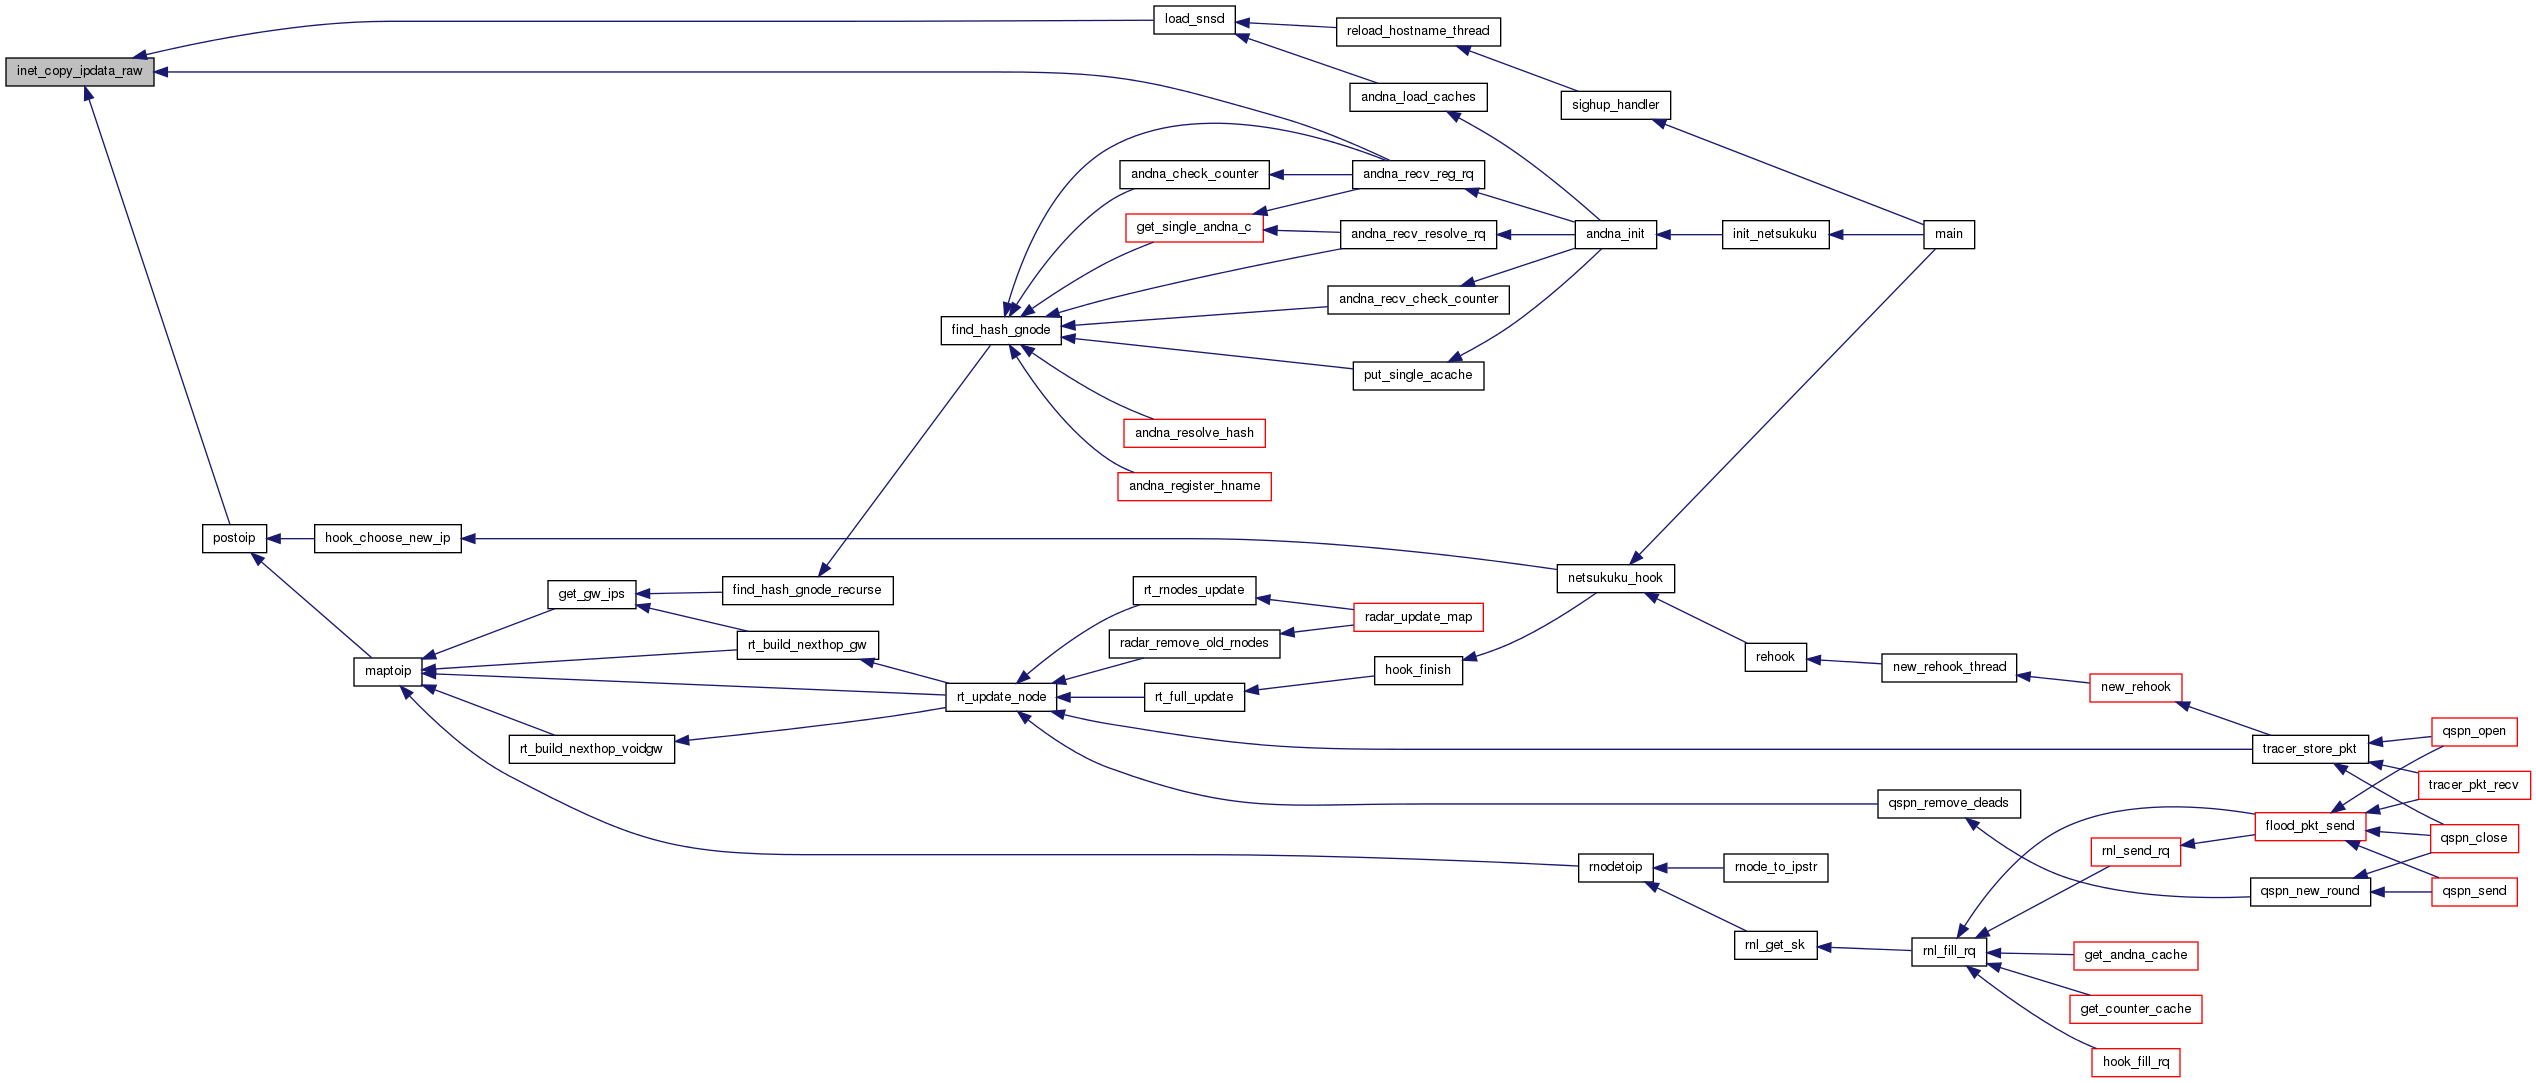 load_snsd
reload_hostname_thread
inet_copy_ipdata_raw
andna_load_caches
sighup_handler
andna_check_counter
andna_recv_reg_rq
get_single_andna_c
andna_recv_resolve_rq
andna_init
init_netsukuku
main
andna_recv_check_counter
find_hash_gnode
put_single_acache
andna_resolve_hash
andna_register_hname
postoip
hook_choose_new_ip
netsukuku_hook
get_gw_ips
find_hash_gnode_recurse
rt_rnodes_update
radar_update_map
rt_build_nexthop_gw
radar_remove_old_rnodes
maptoip
hook_finish
rehook
new_rehook_thread
new_rehook
rt_update_node
rt_full_update
rt_build_nexthop_voidgw
tracer_store_pkt
qspn_open
tracer_pkt_recv
qspn_remove_deads
flood_pkt_send
qspn_close
rnl_send_rq
rnodetoip
rnode_to_ipstr
qspn_new_round
qspn_send
rnl_get_sk
rnl_fill_rq
get_andna_cache
get_counter_cache
hook_fill_rq